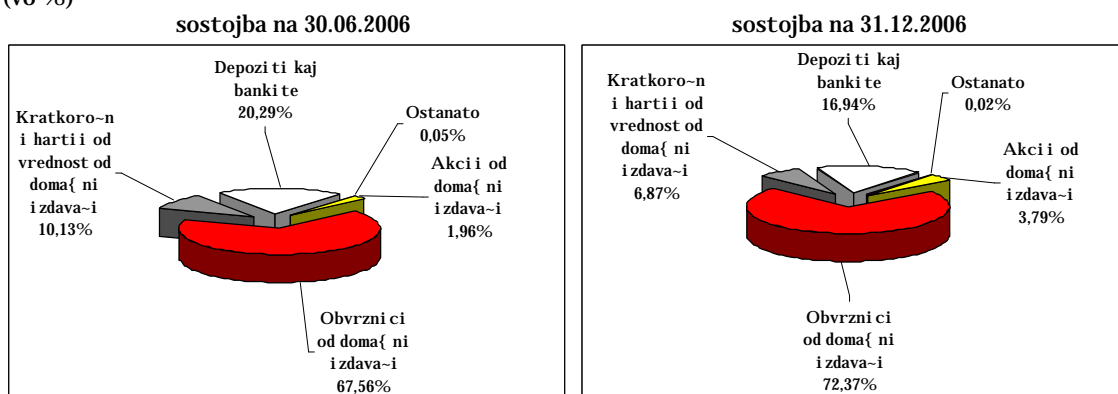 (vo %)
sostojba na 30.06.2006
Depoziti kaj
bankite
20,29%
Ostanato
0,05%
Kratkoro~n
i hartii od
vrednost od
doma{ni
izdava~i
10,13%
Akcii od
doma{ni
izdava~i
1,96%
Obvrznici
od doma{ni
izdava~i
67,56%
sostojba na 31.12.2006
Depoziti kaj
bankite
16,94%
Ostanato
0,02%
Kratkoro~n
i hartii od
vrednost od
doma{ni
izdava~i
6,87%
Akcii od
doma{ni
izdava~i
3,79%
Obvrznici
od doma{ni
izdava~i
72,37%